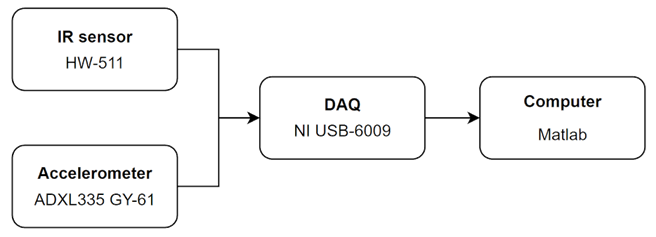 IR sensor
HW-511
Accelerometer
ADXL335 GY-61
DAQ
NI USB-6009
Computer
Matlab